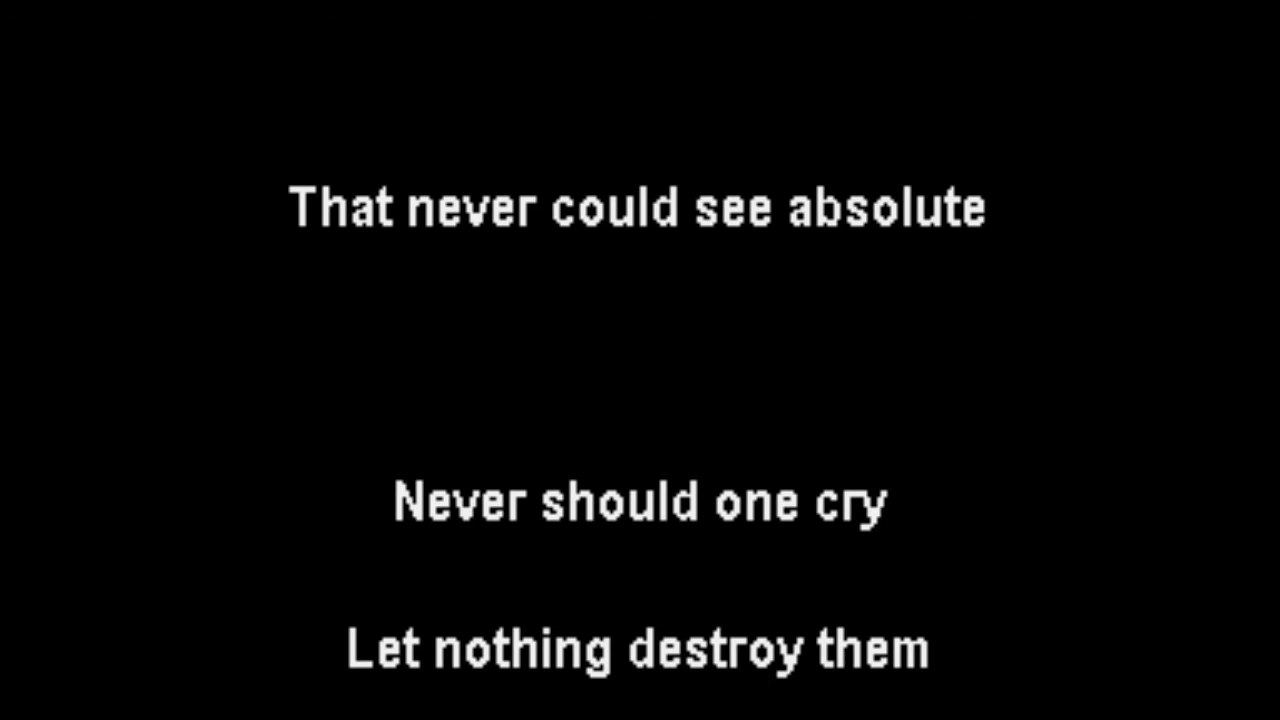 That never could see absolute
Never should one cry
Let nothing destroy them